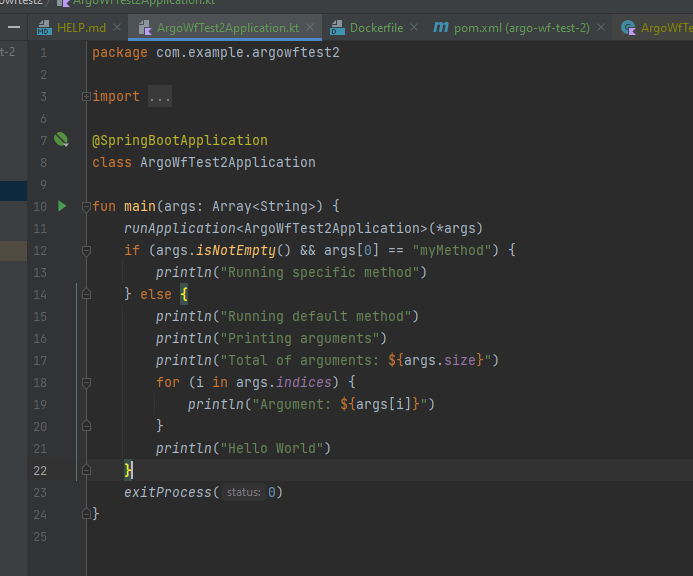 owftest2 / ArgoWfTest2Application.kt
HELP.md ArgoWfTest2Application.kt Dockerfile pom.xml (argo-wf-test-2) ArgoWfTe
t-2
1 package com.example.argowftest2
2
3 import ...
6
7 @SpringBootApplication
8 class ArgoWfTest2Application
9
10 fun main(args: Array<String>) {
11 runApplication<ArgoWfTest2Application>(*args)
12 if (args.isNotEmpty() && args[0] == "myMethod") {
13 println("Running specific method")
14 } else {
15 println("Running default method")
16 println("Printing arguments")
17 println("Total of arguments: ${args.size}")
18 for (i in args.indices) {
19 println("Argument: ${args[i]}")
20 }
21 println("Hello World")
22 }
23 exitProcess( status: 0)
24 }
25